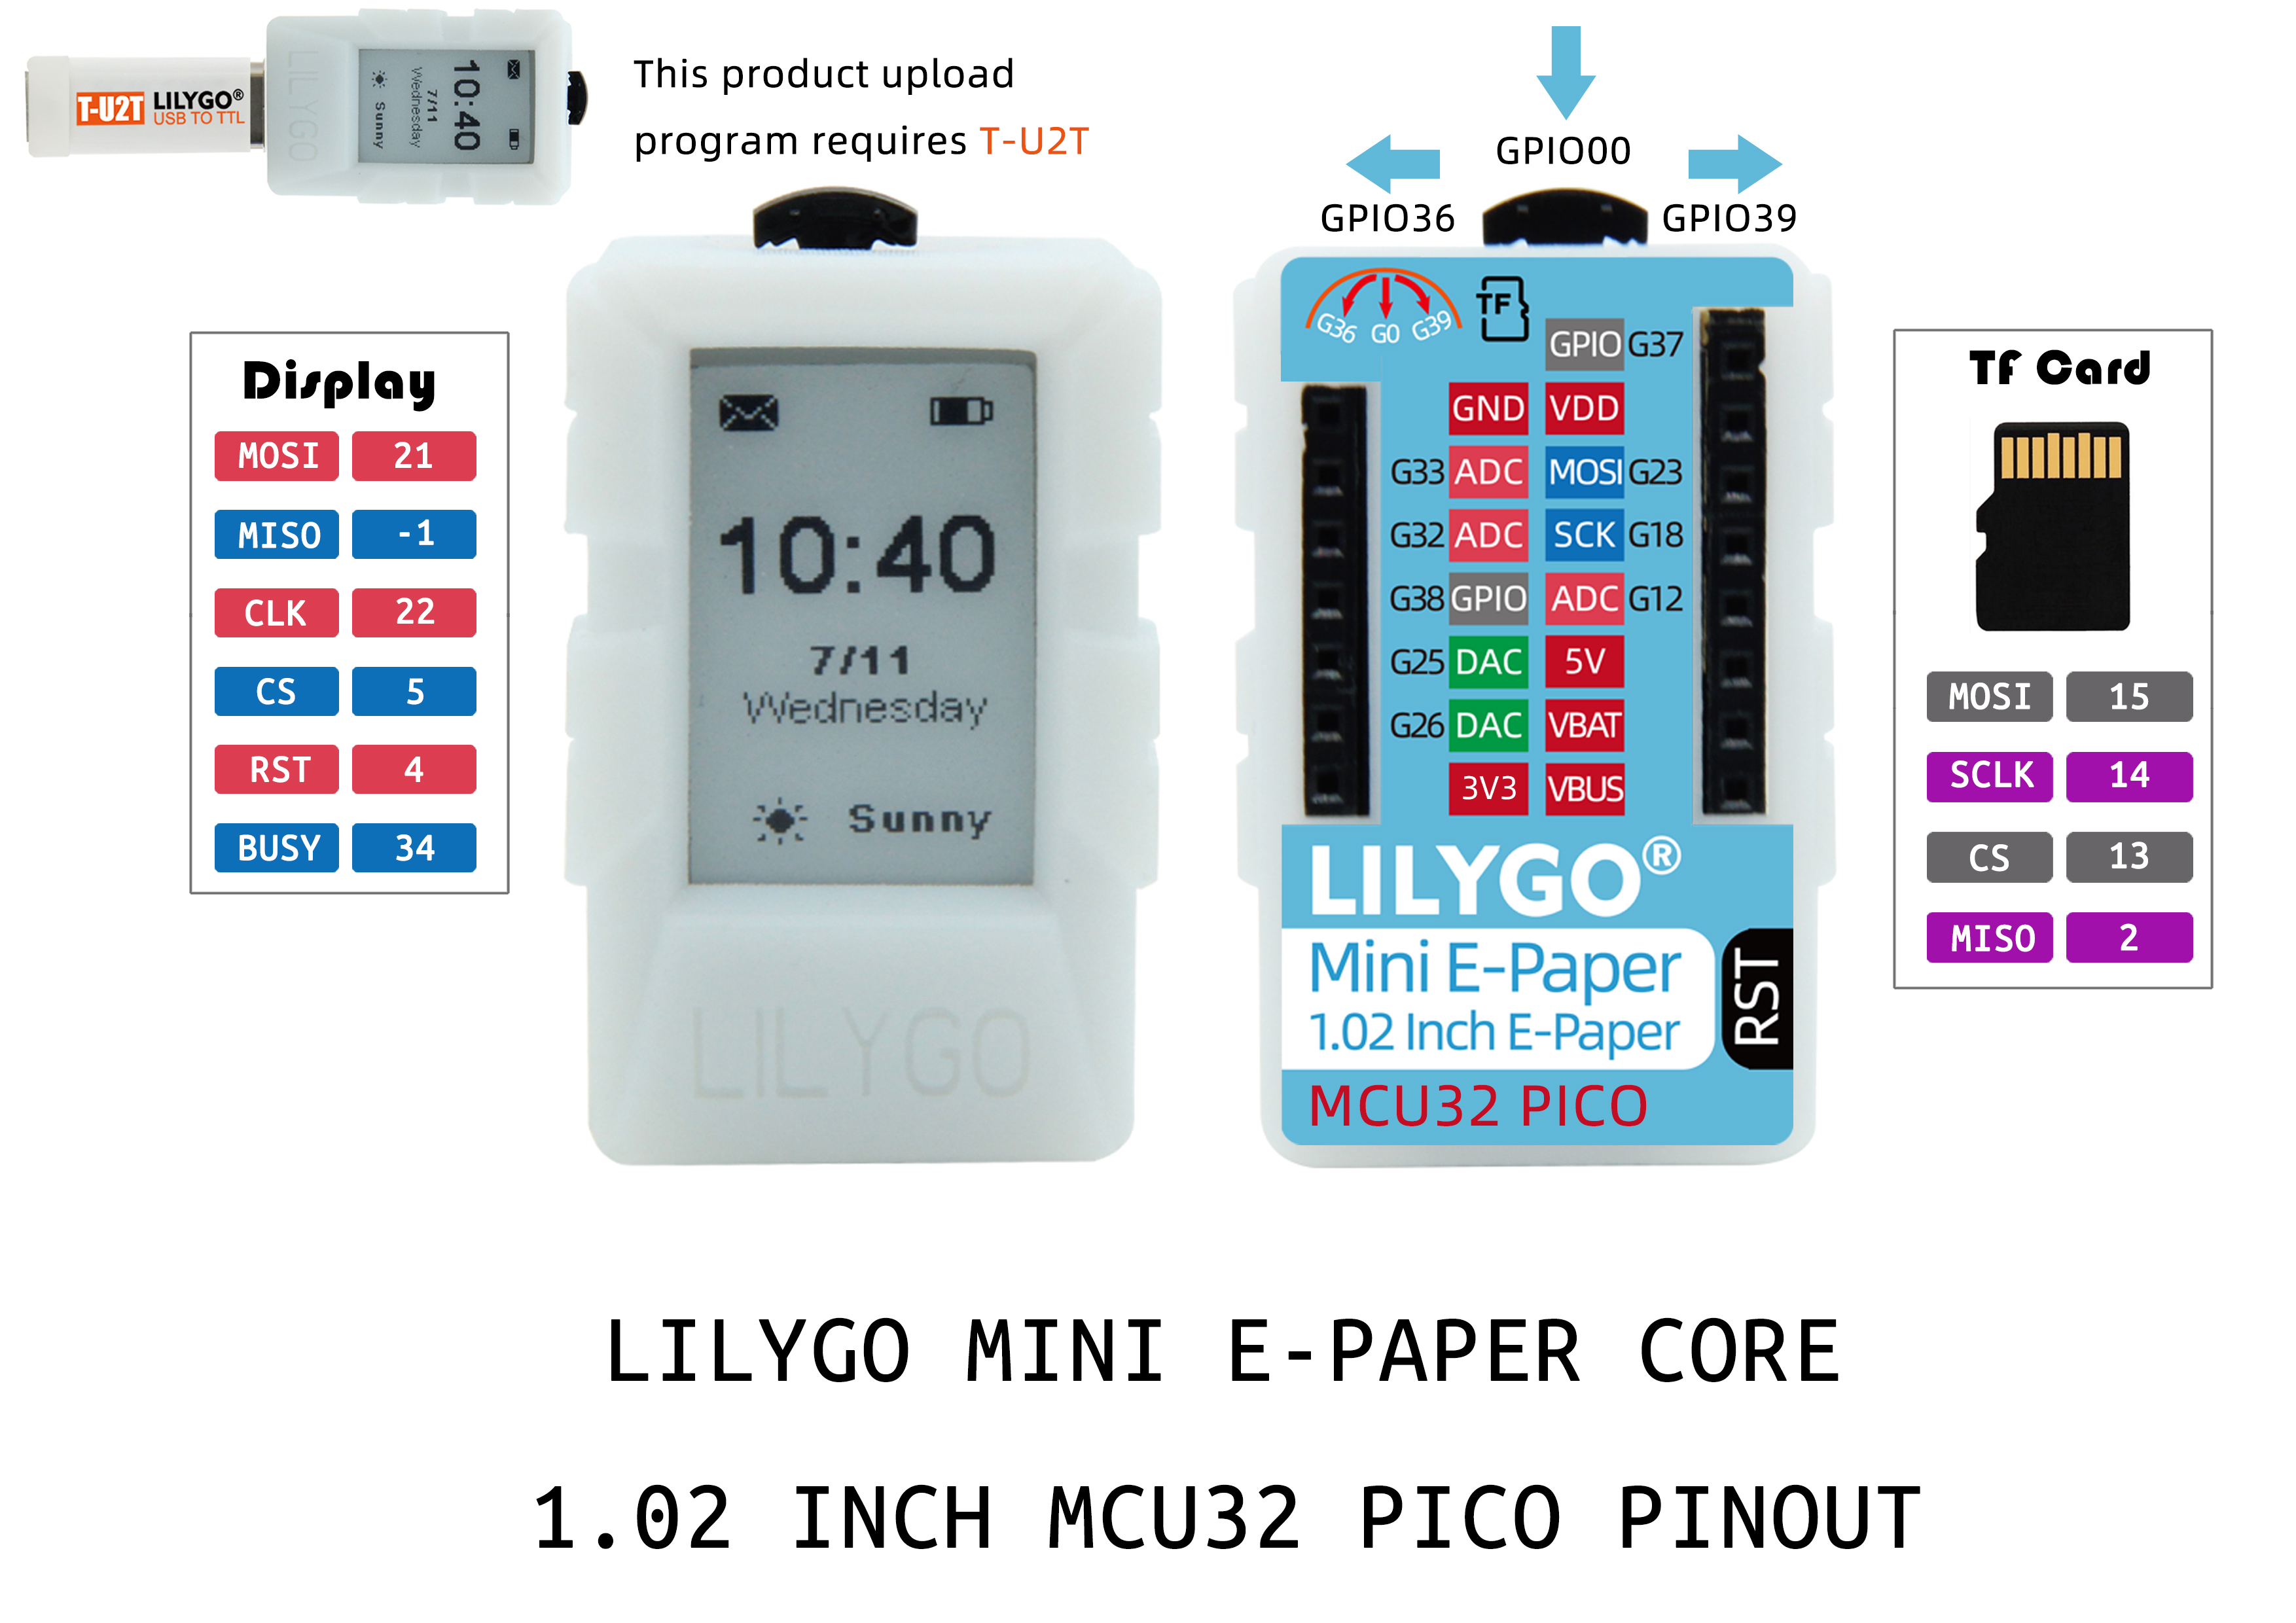 T-U2T LILYGO®
USB TO TTL
LILYGO
10:40
7/11
Wednesday
Sunny
This product upload
program requires T-U2T
GPIO00
GPIO36
GPIO39
Display
MOSI 21
MISO -1
CLK 22
CS 5
RST 4
BUSY 34
10:40
7/11
Wednesday
Sunny
LILYGO
G36 G0 G39
TF
GPIO G37
GND VDD
G33 ADC MOSI G23
G32 ADC SCK G18
G38 GPIO ADC G12
G25 DAC 5V
G26 DAC VBAT
3V3 VBUS
LILYGO®
Mini E-Paper
1.02 Inch E-Paper
RST
MCU32 PICO
TF Card
MOSI 15
SCLK 14
CS 13
MISO 2
LILYGO MINI E-PAPER CORE
1.02 INCH MCU32 PICO PINOUT